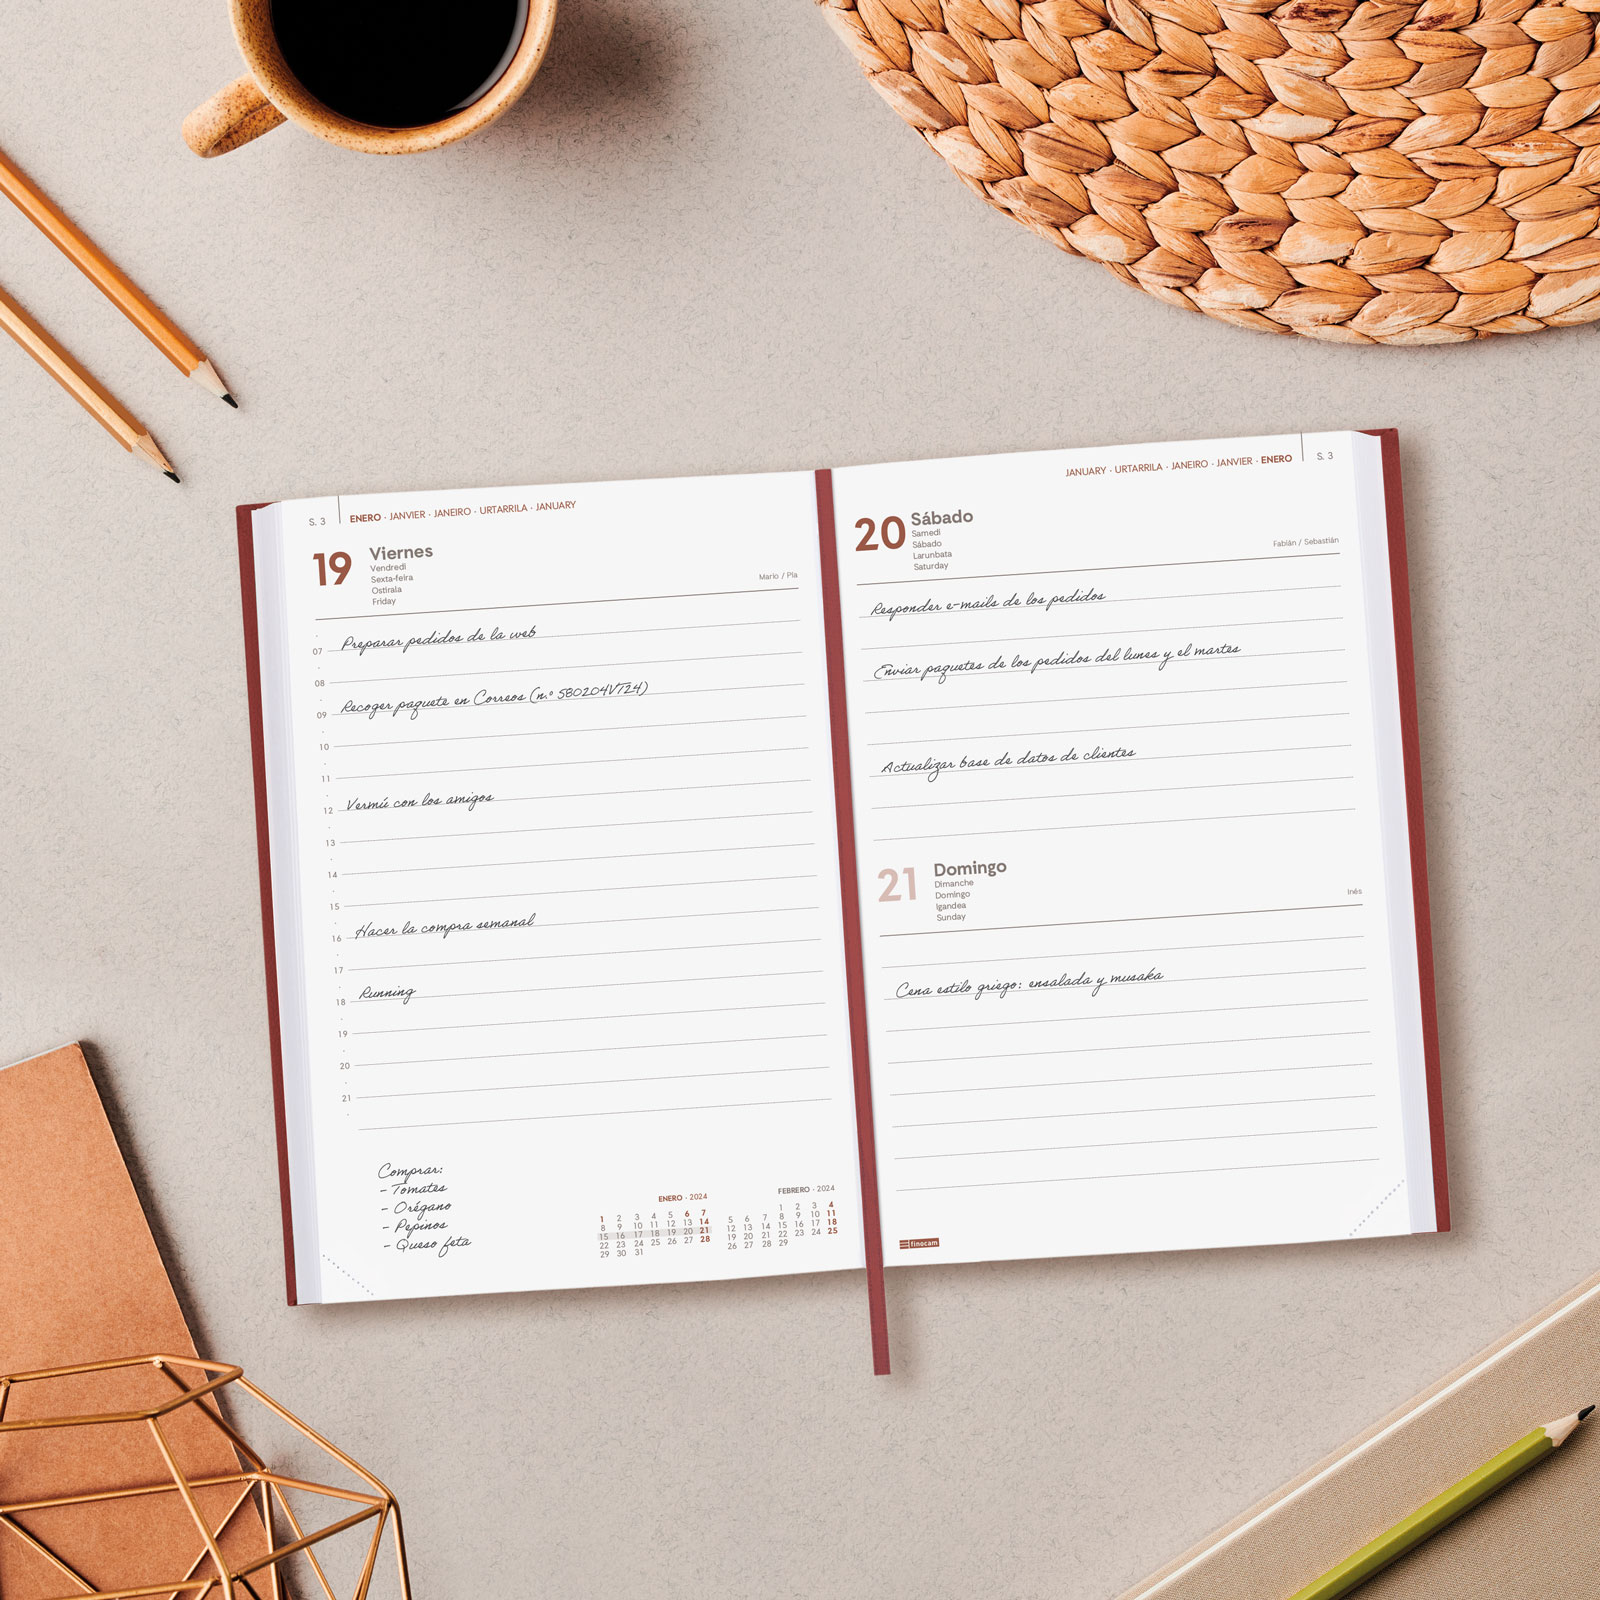 S. 3
ENERO · JANVIER · JANEIRO · URTARRILA · JANUARY
19
Viernes
Vendredi
Sexta-feira
Ostirala
Friday
Mario / Pía
07 Preparar pedidos de la web
08
09 Recoger paquete en Correos (n.º 580204VT24)
10
11
12 Vermú con los amigos
13
14
15
16 Hacer la compra semanal
17
18 Running
19
20
21
Comprar:
- Tomates
- Orégano
- Pepinos
- Queso feta
ENERO · 2024
1 2 3 4 5 6 7
8 9 10 11 12 13 14
15 16 17 18 19 20 21
22 23 24 25 26 27 28
29 30 31
FEBRERO · 2024
1 2 3 4
5 6 7 8 9 10 11
12 13 14 15 16 17 18
19 20 21 22 23 24 25
26 27 28 29
JANUARY · URTARRILA · JANEIRO · JANVIER · ENERO
S. 3
20
Sábado
Samedi
Sábado
Larunbata
Saturday
Fabián / Sebastián
Responder e-mails de los pedidos
Enviar paquetes de los pedidos del lunes y el martes
Actualizar base de datos de clientes
21
Domingo
Dimanche
Domingo
Igandea
Sunday
Inés
Cena estilo griego: ensalada y musaka
finocam